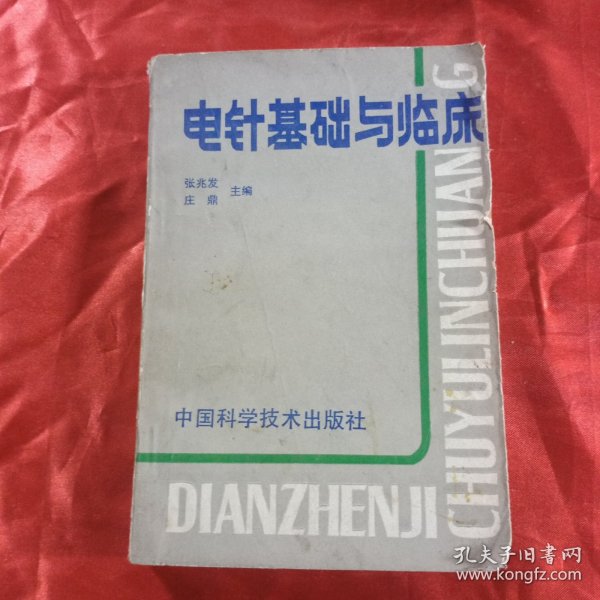 电针基础与临床
张兆发
庄鼎 主编
中国科学技术出版社
DIANZHENJI
CHUYULINCHUANG
孔夫子旧书网
www.kongfz.com